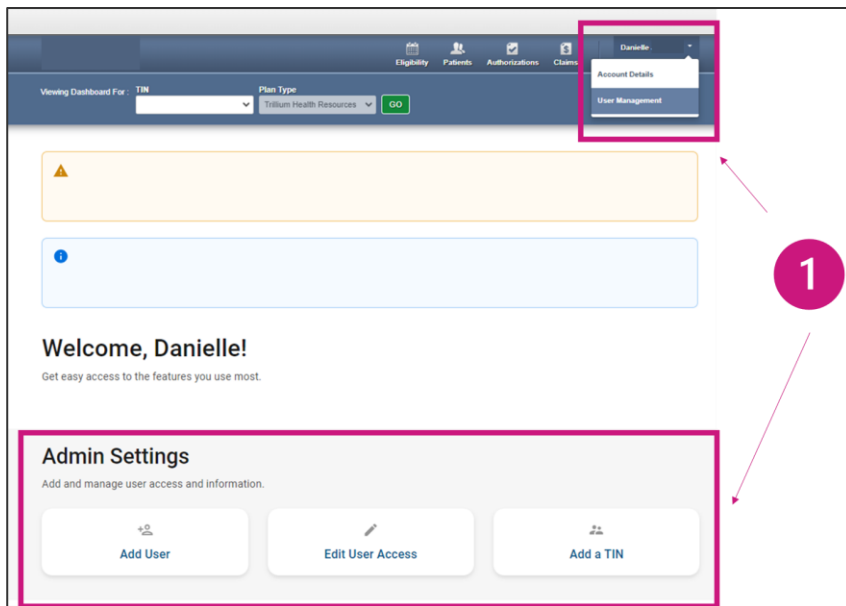 Eligibility Patients Authorizations Claims Danielle
Account Details
User Management
Viewing Dashboard For : TIN Plan Type
Trillium Health Resources GO
1
Welcome, Danielle!
Get easy access to the features you use most.
Admin Settings
Add and manage user access and information.
Add User Edit User Access Add a TIN